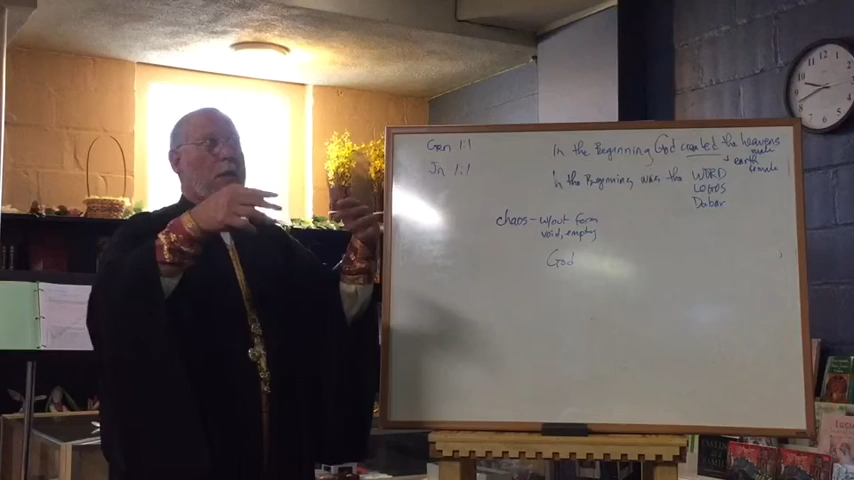 Gen 1:1 In the Beginning God created the heavens
male
earth
female
Jn 1:1 In the Beginning was the WORD
LOGOS
Dabar
chaos - w/out form
void, empty
God